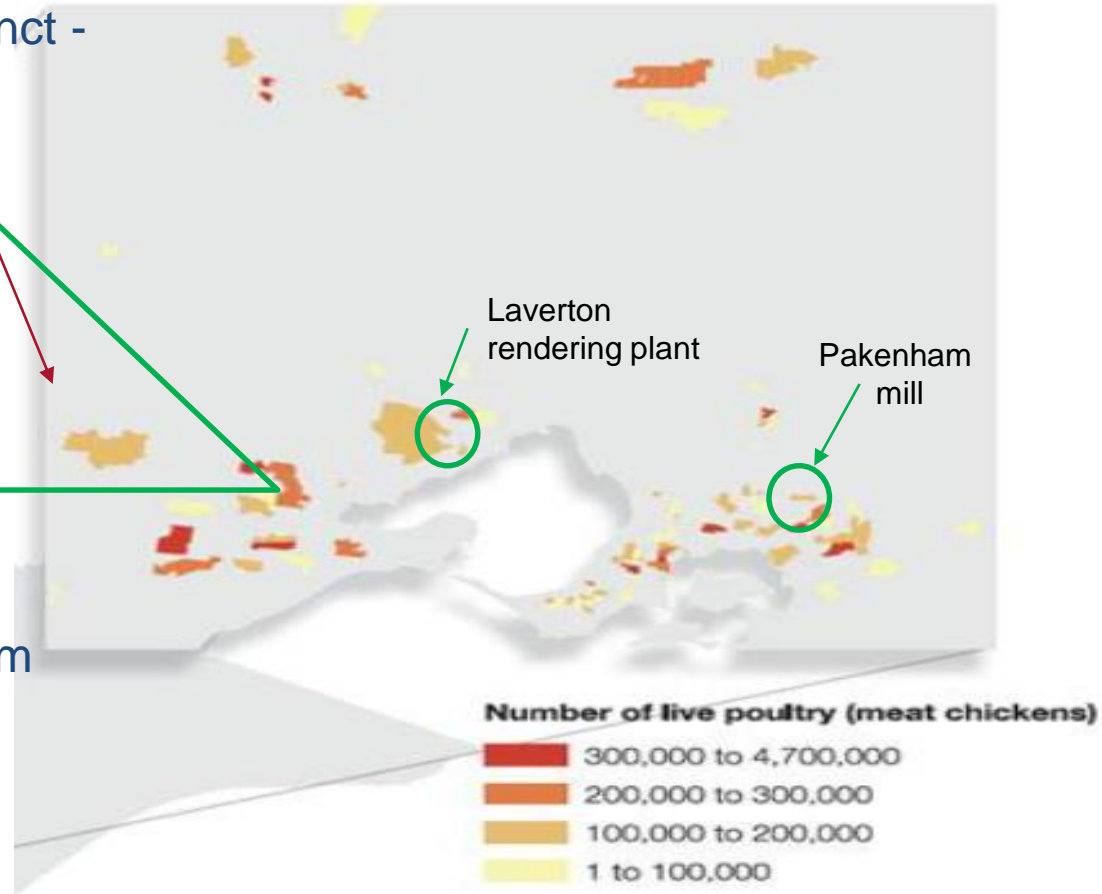 nct -
Laverton
rendering plant
Pakenham
mill
m
Number of live poultry (meat chickens)
300,000 to 4,700,000
200,000 to 300,000
100,000 to 200,000
1 to 100,000